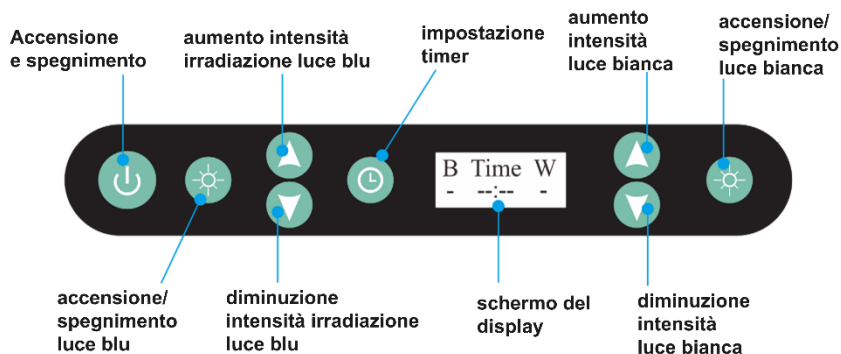 Accensione
e spegnimento
aumento intensità
irradiazione luce blu
impostazione
timer
aumento
intensità
luce bianca
accensione/
spegnimento
luce bianca
B Time W
- --:-- -
accensione/
spegnimento
luce blu
diminuzione
intensità irradiazione
luce blu
schermo del
display
diminuzione
intensità
luce bianca